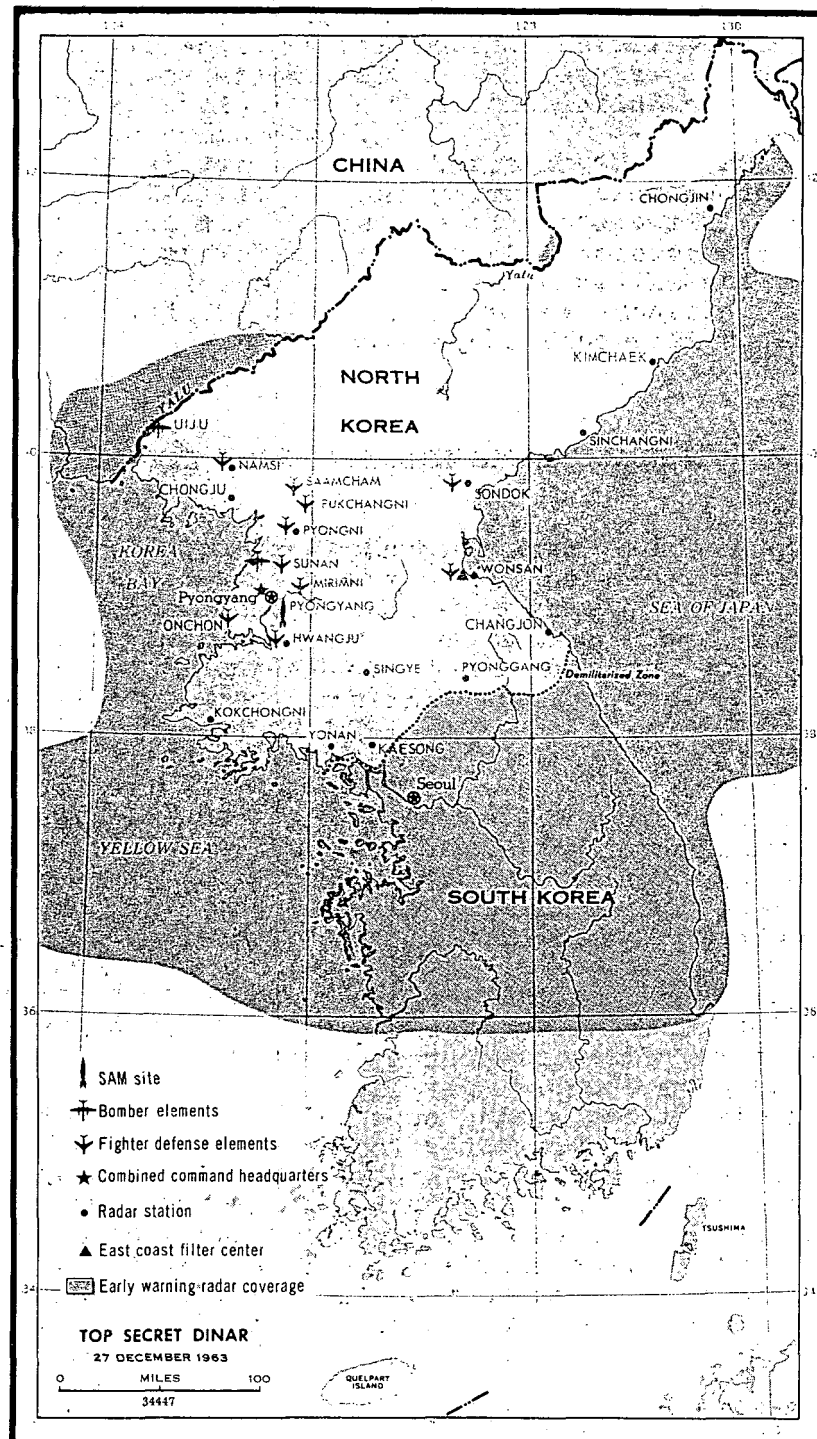 130
CHINA
CHONGJIN
Yalu
KIMCHAEK
NORTH
KOREA
YALU
UIJU
SINCHANGNI
NAMSI
SAAMCHAM
CHONGJU
PUKCHANGNI
SONDOK
PYONGNI
KOREA
BAY
SUNAN
WONSAN
MIRIMNI
Pyongyang
PYONGYANG
SEA OF JAPAN
ONCHON
CHANGJON
HWANGJU
SINGYE
PYONGGANG
Demilitarized Zone
KOKCHONGNI
YONAN
KAESONG
Seoul
YELLOW SEA
SOUTH KOREA
36
36
SAM site
Bomber elements
Fighter defense elements
Combined command headquarters
Radar station
East coast filter center
TSUSHIMA
Early warning radar coverage
TOP SECRET DINAR
27 DECEMBER 1963
0 MILES 100
34447
QUELPART
ISLAND